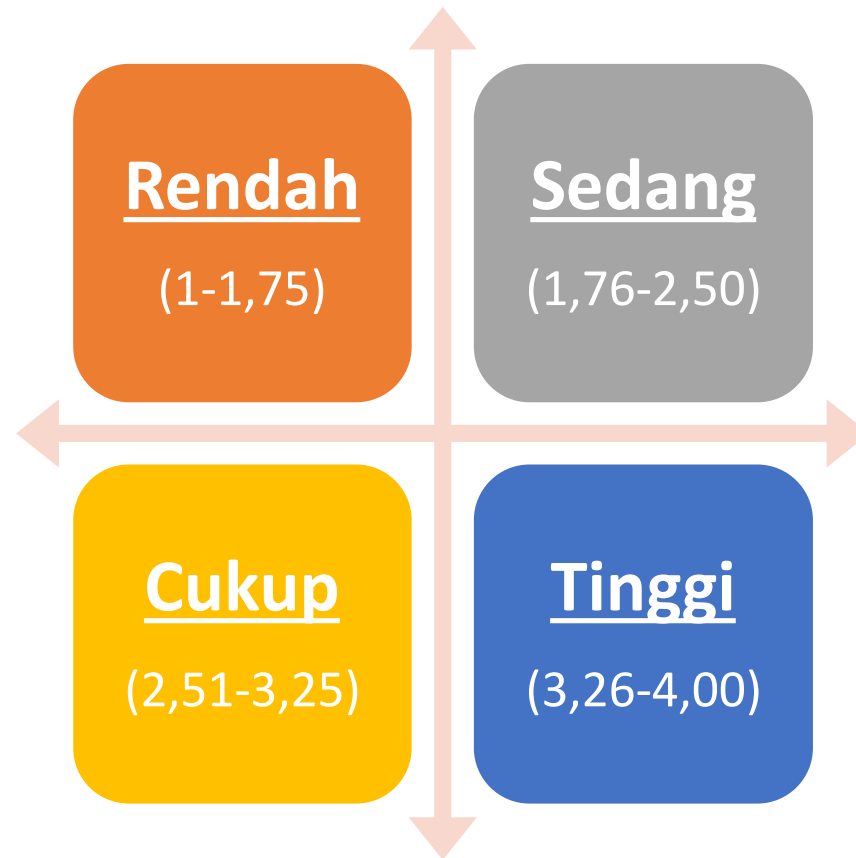 Rendah
(1-1,75)
Sedang
(1,76-2,50)
Cukup
(2,51-3,25)
Tinggi
(3,26-4,00)